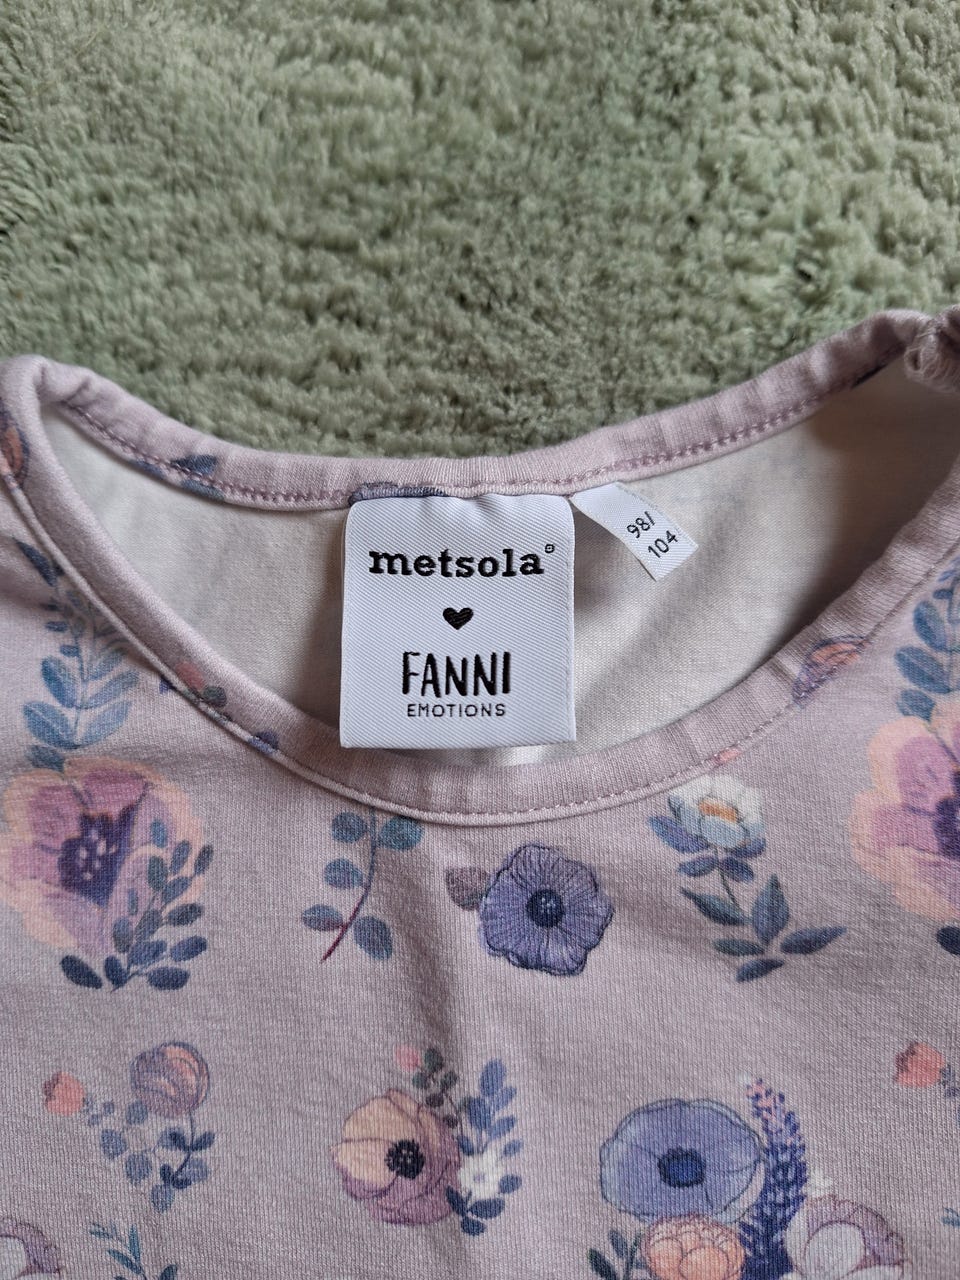 metsola
FANNI
EMOTIONS
98/
104